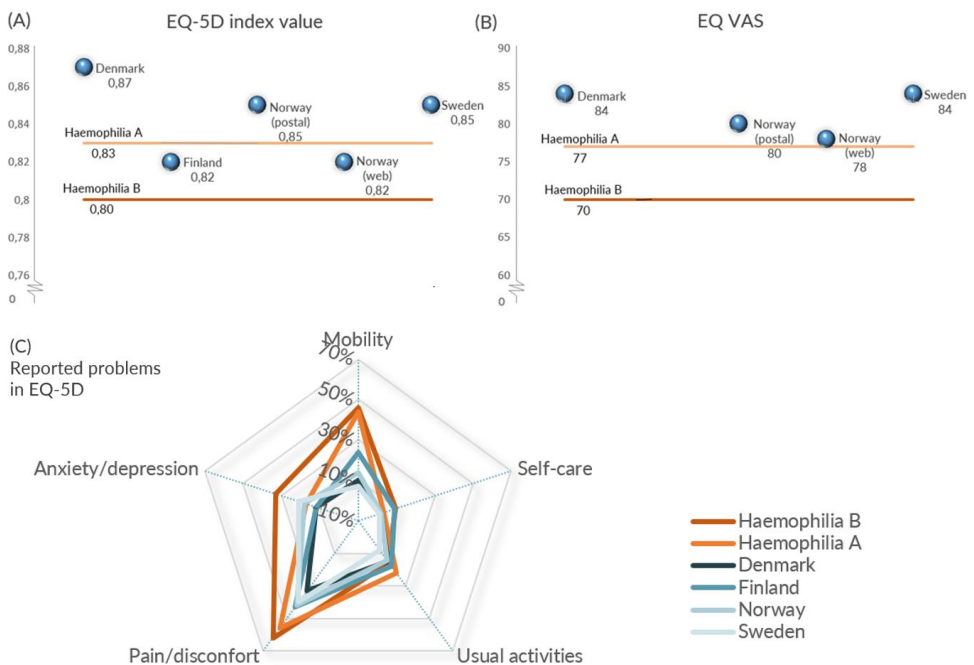 (A)
EQ-5D index value
0,88
0,86
0,84
0,82
0,8
0,78
0,76
0
Denmark
0,87
Haemophilia A
0,83
Finland
0,82
Norway
(postal)
0,85
Norway
(web)
0,82
Sweden
0,85
Haemophilia B
0,80
(B)
EQ VAS
90
85
80
75
70
65
60
0
Denmark
84
Haemophilia A
77
Norway
(postal)
80
Norway
(web)
78
Sweden
84
Haemophilia B
70
(C)
Reported problems
in EQ-5D
Mobility
70%
50%
30%
10%
10%
Anxiety/depression
Self-care
Pain/disconfort
Usual activities
Haemophilia B
Haemophilia A
Denmark
Finland
Norway
Sweden